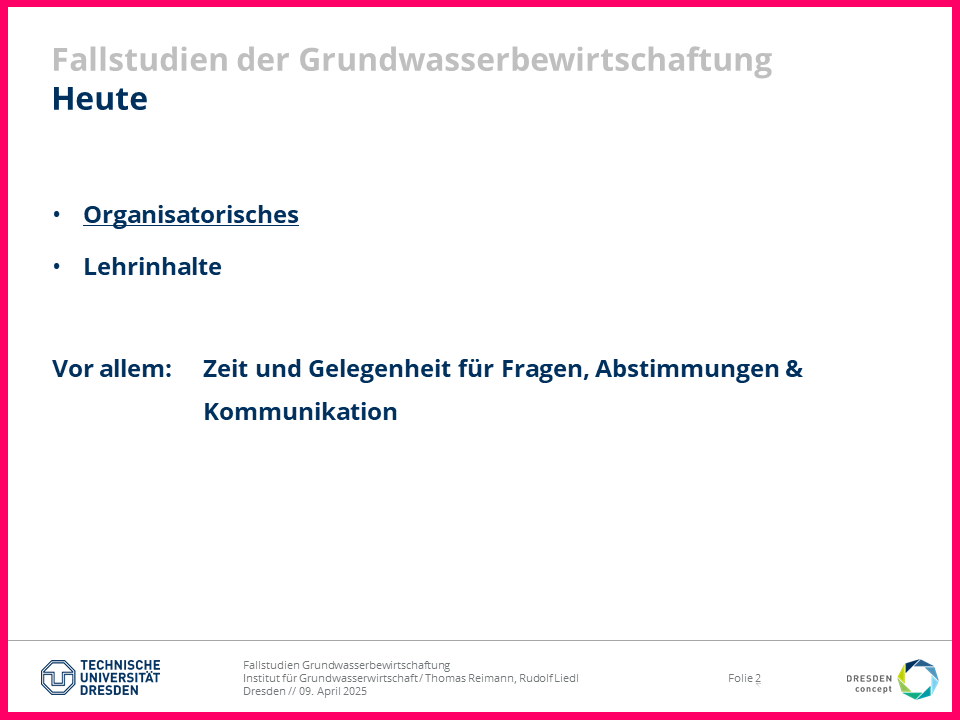 Fallstudien der Grundwasserbewirtschaftung
Heute
• Organisatorisches
• Lehrinhalte
Vor allem: Zeit und Gelegenheit für Fragen, Abstimmungen &
Kommunikation
TECHNISCHE
UNIVERSITÄT
DRESDEN
Fallstudien Grundwasserbewirtschaftung
Institut für Grundwasserwirtschaft/ Thomas Reimann, Rudolf Liedl
Dresden // 09. April 2025
Folie 2
DRESDEN
concept